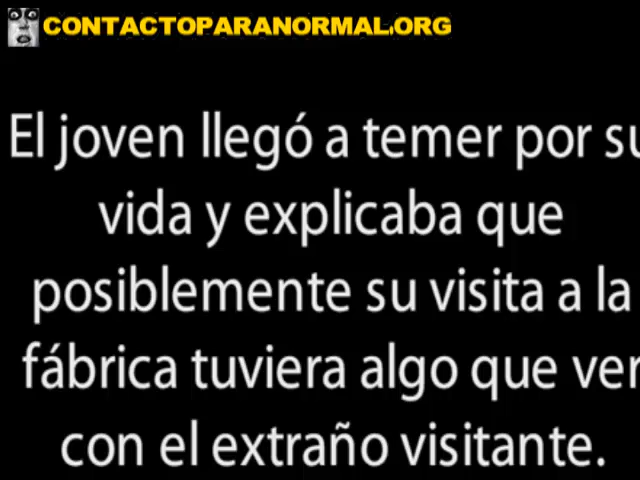 CONTACTOPARANORMAL.ORG
El joven llegó a temer por su
vida y explicaba que
posiblemente su visita a la
fábrica tuviera algo que ver
con el extraño visitante.